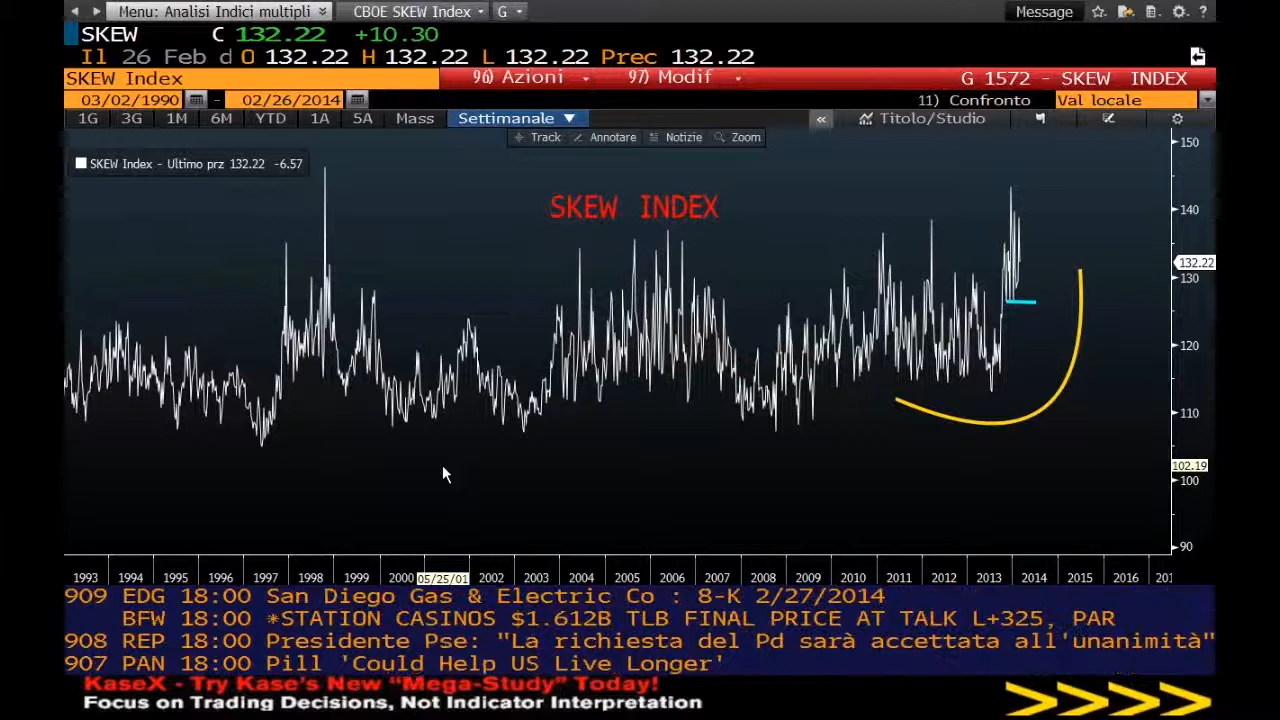 Menu: Analisi Indici multipli CBOE SKEW Index G Message ?
SKEW C 132.22 +10.30
Il 26 Feb d O 132.22 H 132.22 L 132.22 Prec 132.22
SKEW Index 96) Azioni 97) Modif G 1572 - SKEW INDEX
03/02/1990 - 02/26/2014 11) Confronto Val locale
1G 3G 1M 6M YTD 1A 5A Mass Settimanale ▼ « Titolo/Studio
Track Annotare Notizie Zoom
SKEW Index - Ultimo prz 132.22 -6.57
SKEW INDEX
150
140
132.22
130
120
110
102.19
100
90
1993 1994 1995 1996 1997 1998 1999 2000 05/25/01 2002 2003 2004 2005 2006 2007 2008 2009 2010 2011 2012 2013 2014 2015 2016 201
909 EDG 18:00 San Diego Gas & Electric Co : 8-K 2/27/2014
BFW 18:00 *STATION CASINOS $1.612B TLB FINAL PRICE AT TALK L+325, PAR
908 REP 18:00 Presidente Pse: "La richiesta del Pd sarà accettata all'unanimità"
907 PAN 18:00 Pill 'Could Help US Live Longer'
KaseX - Try Kase's New “Mega-Study” Today!
Focus on Trading Decisions, Not Indicator Interpretation